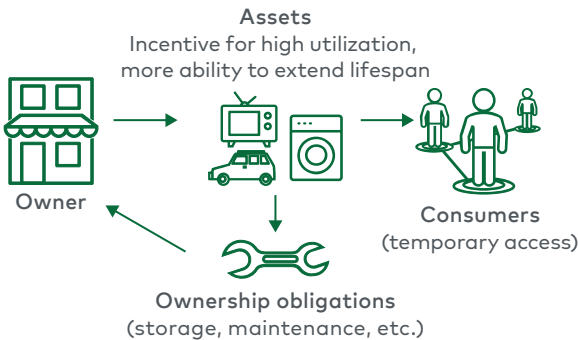 Assets
Incentive for high utilization,
more ability to extend lifespan
Owner
Consumers
(temporary access)
Ownership obligations
(storage, maintenance, etc.)